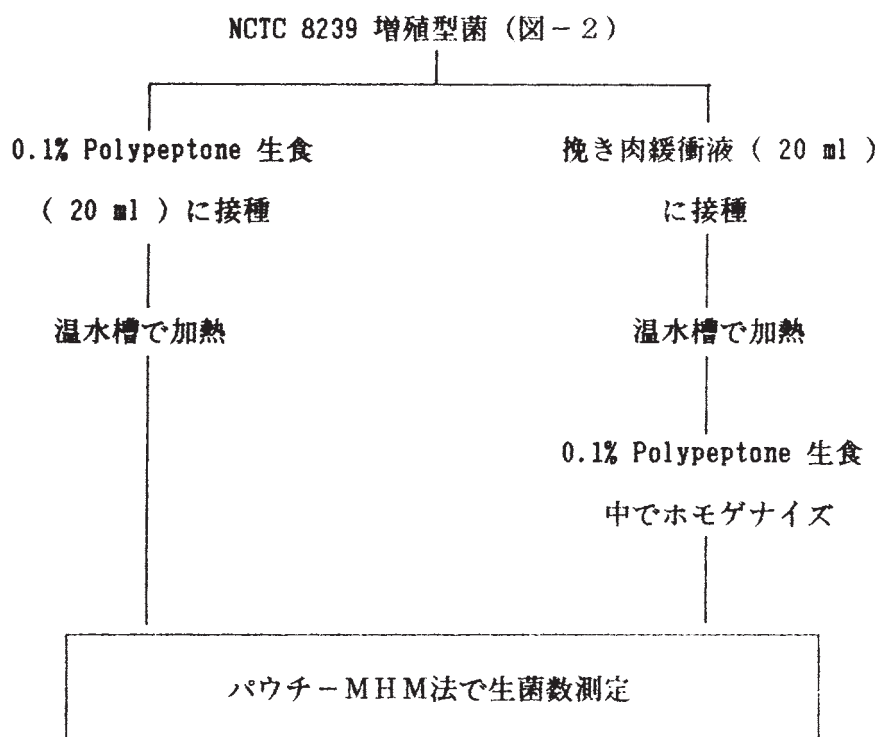 NCTC 8239 増殖型菌 (図-2)
0.1% Polypeptone 生食
( 20 ml ) に接種
温水槽で加熱
挽き肉緩衝液 ( 20 ml )
に接種
温水槽で加熱
0.1% Polypeptone 生食
中でホモゲナイズ
パウチ-MHM法で生菌数測定